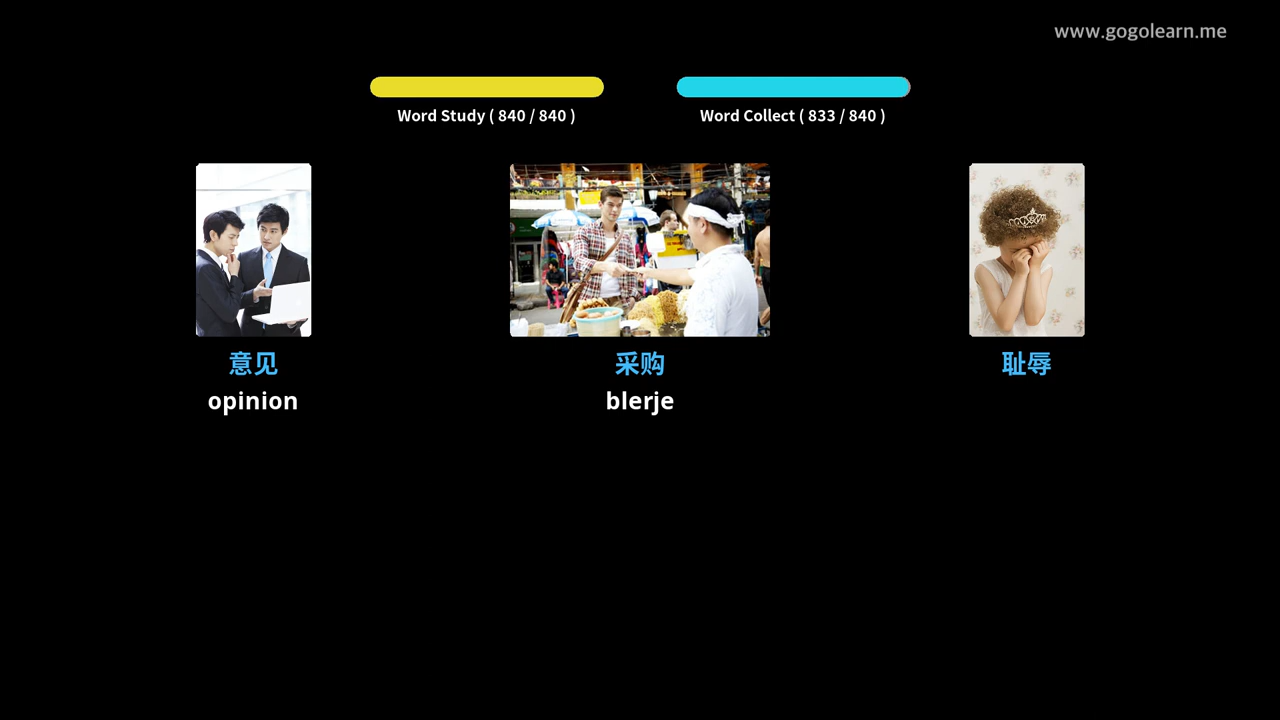 www.gogolearn.me
Word Study ( 840 / 840 )
Word Collect ( 833 / 840 )
意见
采购
耻辱
opinion
blerje